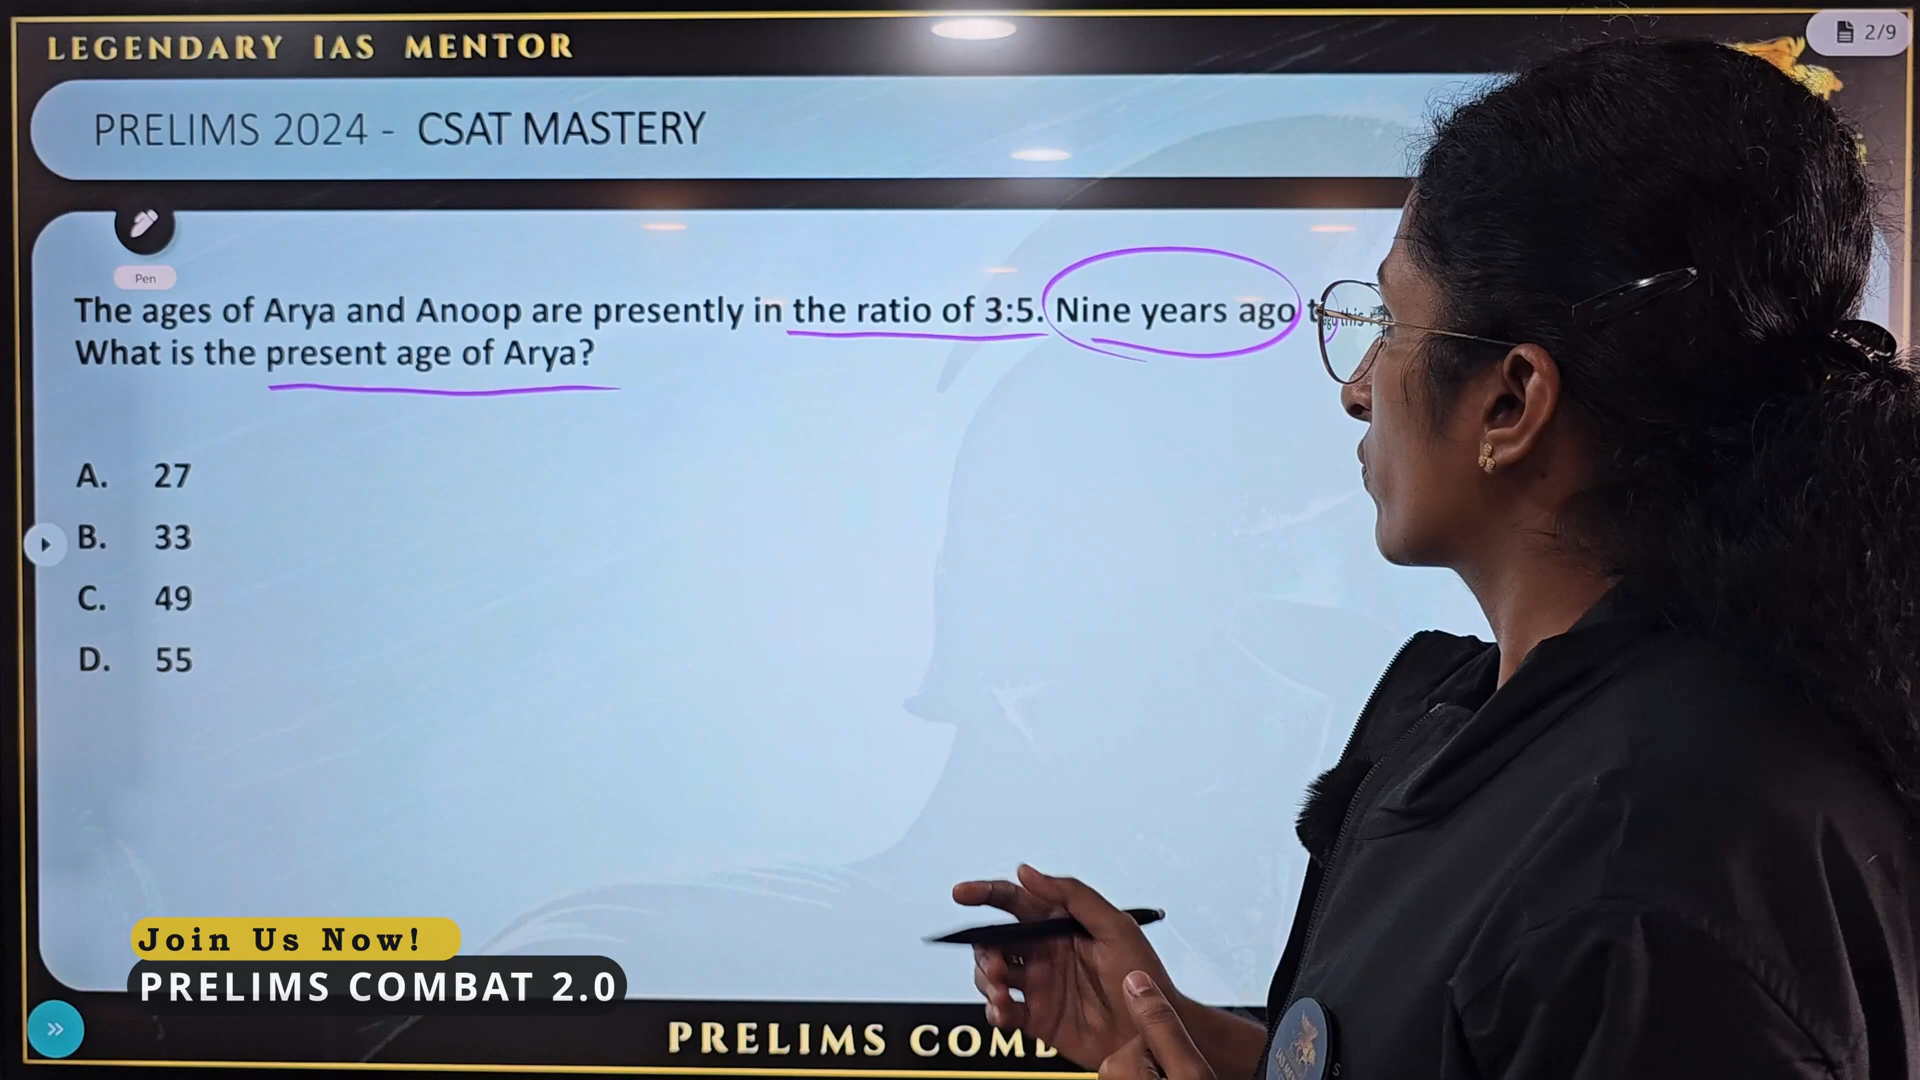 LEGENDARY IAS MENTOR
2/9
PRELIMS 2024 - CSAT MASTERY
Pen
The ages of Arya and Anoop are presently in the ratio of 3:5. Nine years ago
What is the present age of Arya?
A. 27
B. 33
C. 49
D. 55
Join Us Now!
PRELIMS COMBAT 2.0
»
PRELIMS